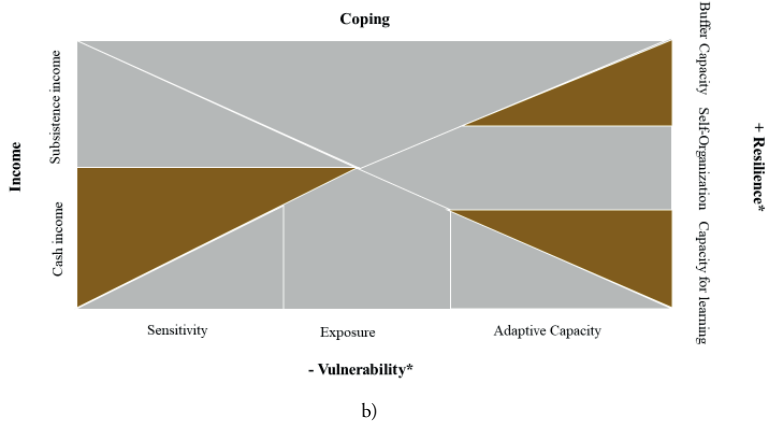 Coping
Income
Subsistence income
Cash income
Buffer Capacity
Self-Organization
Capacity for learning
+ Resilience*
Sensitivity
Exposure
Adaptive Capacity
- Vulnerability*
b)